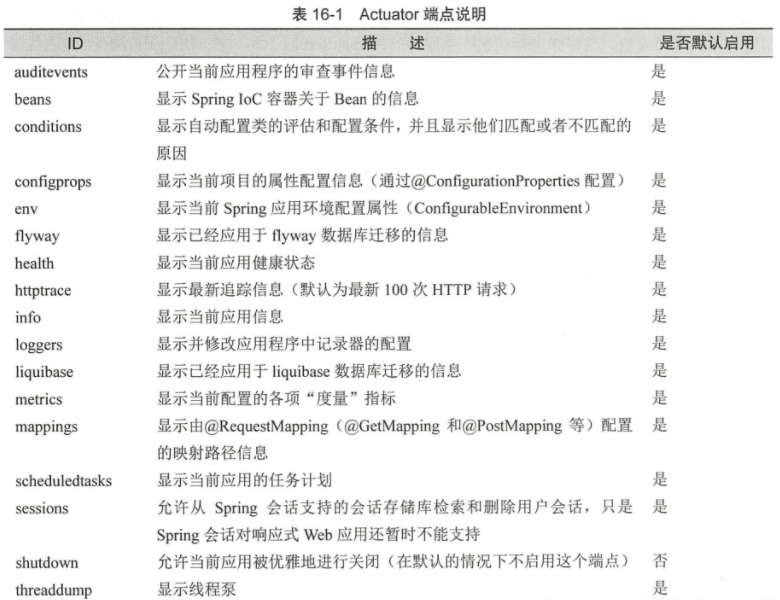 表 16-1 Actuator 端点说明
ID 描 述 是否默认启用
auditevents 公开当前应用程序的审查事件信息 是
beans 显示 Spring IoC 容器关于 Bean 的信息 是
conditions 显示自动配置类的评估和配置条件，并且显示他们匹配或者不匹配的 是
原因
configprops 显示当前项目的属性配置信息（通过@ConfigurationProperties 配置） 是
env 显示当前 Spring 应用环境配置属性（ConfigurableEnvironment） 是
flyway 显示已经应用于 flyway 数据库迁移的信息 是
health 显示当前应用健康状态 是
httptrace 显示最新追踪信息（默认为最新 100 次 HTTP 请求） 是
info 显示当前应用信息 是
loggers 显示并修改应用程序中记录器的配置 是
liquibase 显示已经应用于 liquibase 数据库迁移的信息 是
metrics 显示当前配置的各项“度量”指标 是
mappings 显示由@RequestMapping（@GetMapping 和@PostMapping 等）配置 是
的映射路径信息
scheduledtasks 显示当前应用的任务计划 是
sessions 允许从 Spring 会话支持的会话存储库检索和删除用户会话，只是 是
Spring 会话对响应式 Web 应用还暂时不能支持
shutdown 允许当前应用被优雅地进行关闭（在默认的情况下不启用这个端点） 否
threaddump 显示线程泵 是